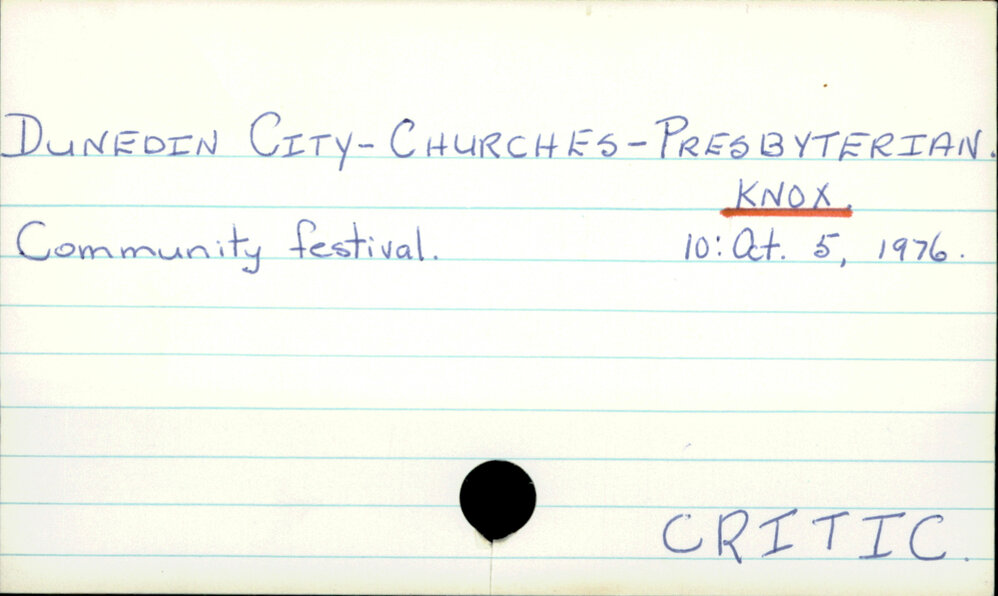 DUNEDIN CITY-CHURCHES-PRESBYTERIAN.
KNOX.
Community festival. 10: Oct. 5, 1976.
CRITIC.